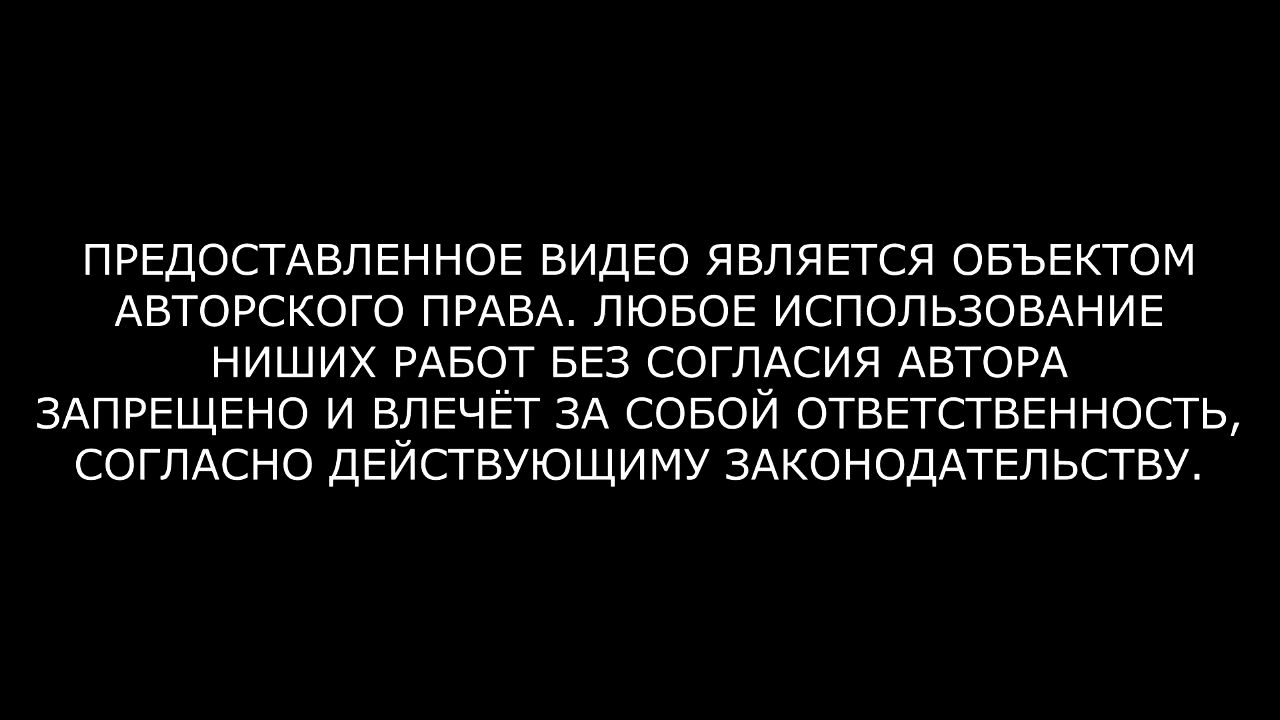 ПРЕДОСТАВЛЕННОЕ ВИДЕО ЯВЛЯЕТСЯ ОБЪЕКТОМ
АВТОРСКОГО ПРАВА. ЛЮБОЕ ИСПОЛЬЗОВАНИЕ
НИШИХ РАБОТ БЕЗ СОГЛАСИЯ АВТОРА
ЗАПРЕЩЕНО И ВЛЕЧЁТ ЗА СОБОЙ ОТВЕТСТВЕННОСТЬ,
СОГЛАСНО ДЕЙСТВУЮЩИМУ ЗАКОНОДАТЕЛЬСТВУ.